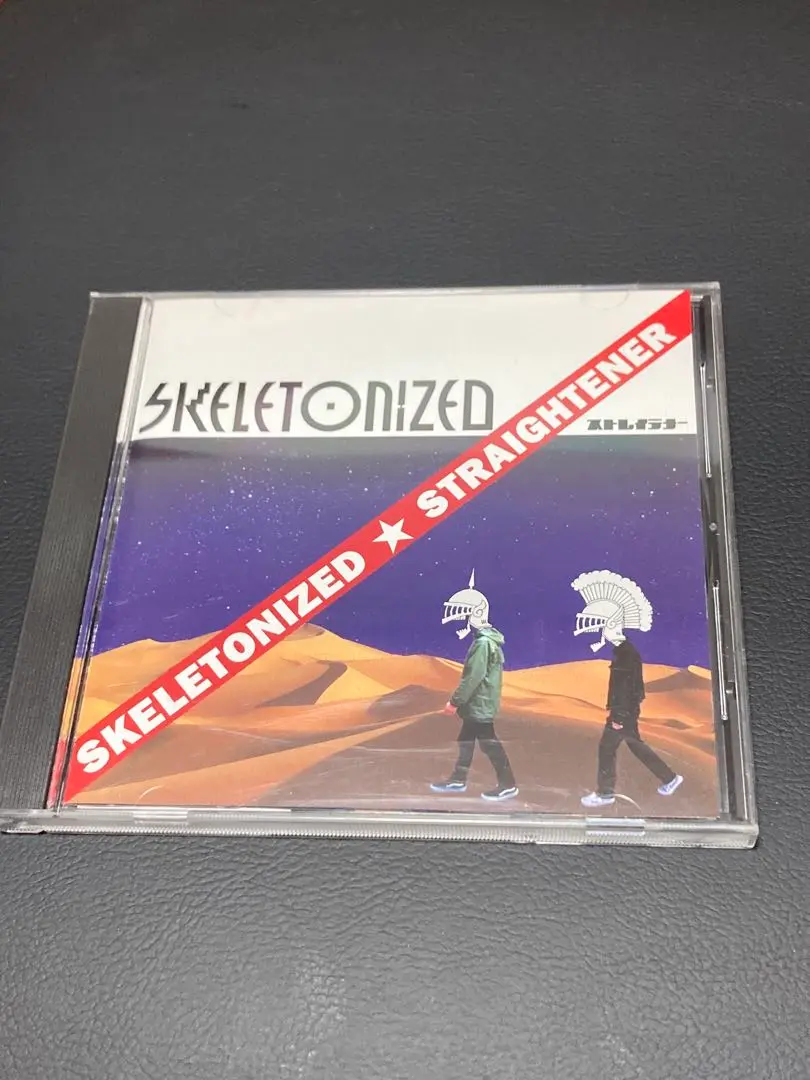 SKELETONIZED
ストレイテナー
SKELETONIZED ★ STRAIGHTENER